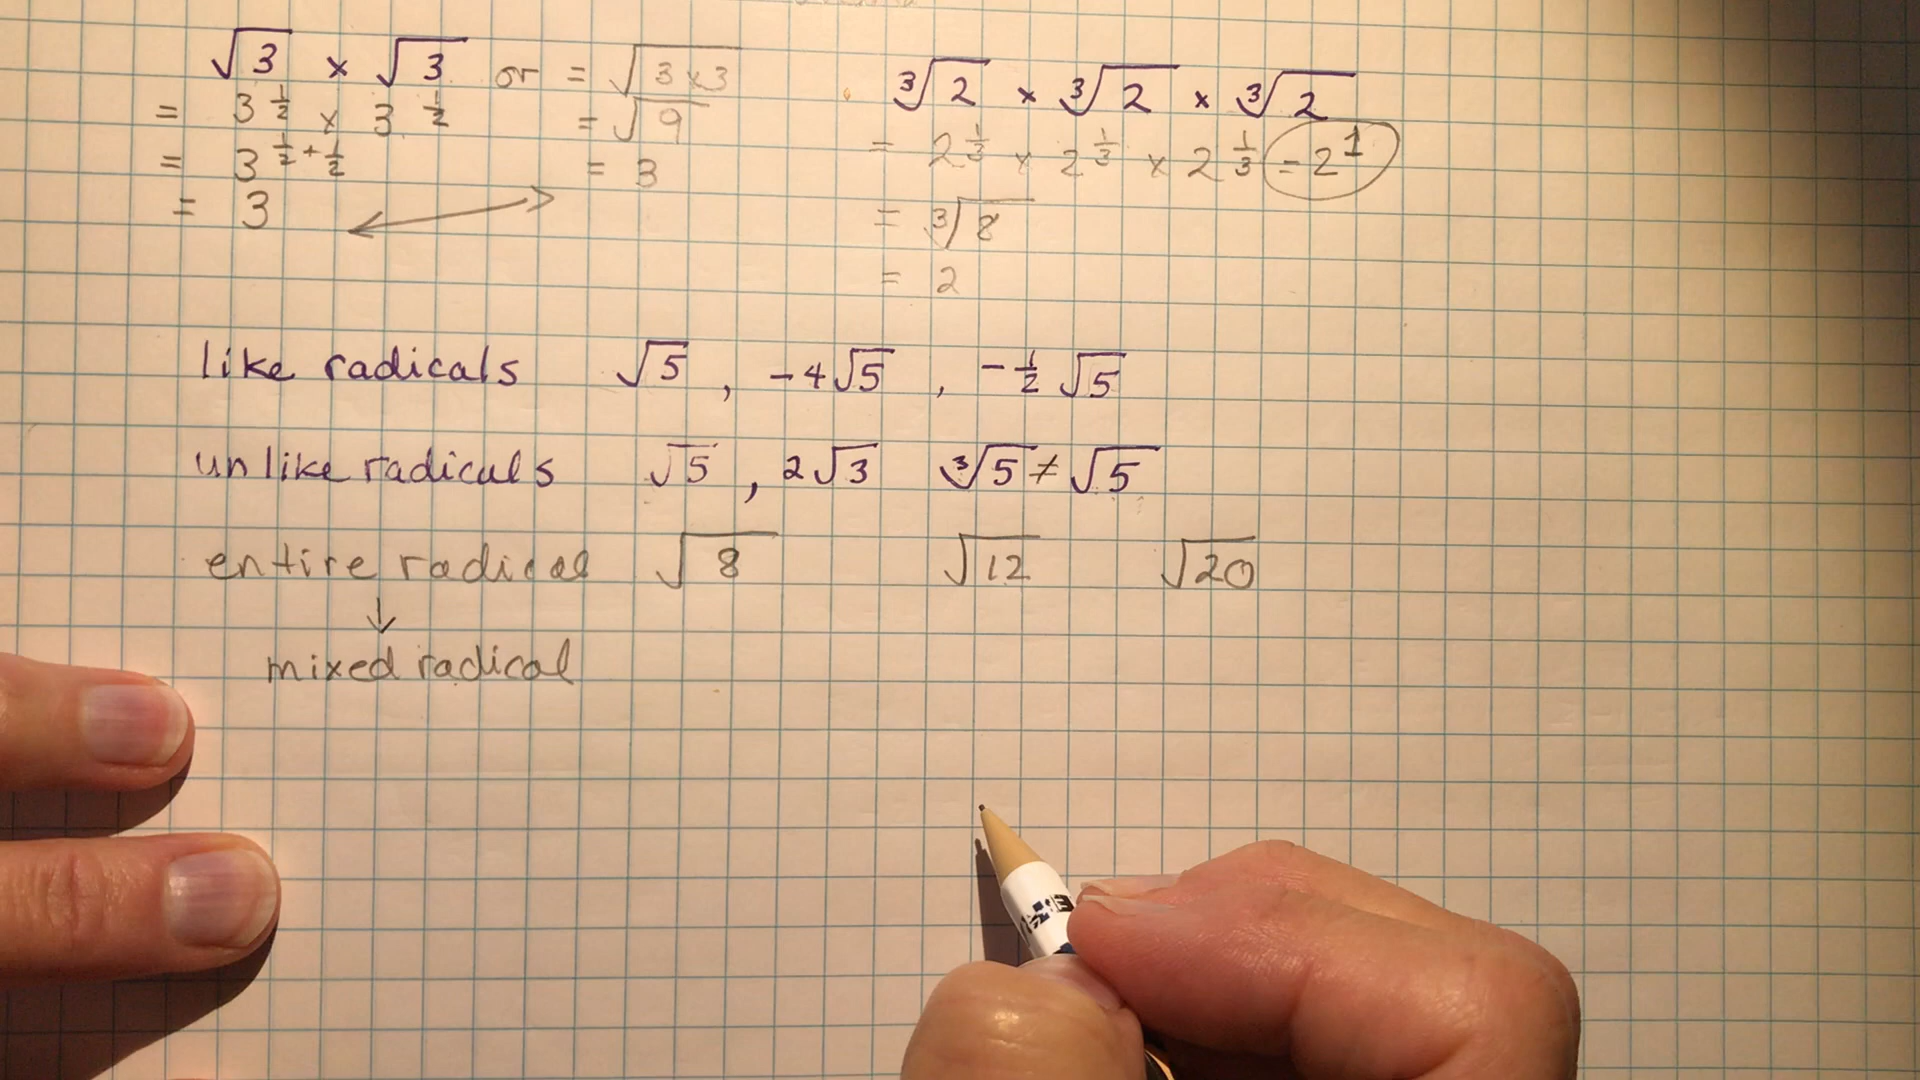 √3 × √3 or = √3×3
= 3^½ × 3^½ = √9
= 3^½+½ = 3
= 3
∛2 × ∛2 × ∛2
= 2^⅓ × 2^⅓ × 2^⅓ = 2^1
= ∛8
= 2
like radicals √5 , -4√5 , -½√5
unlike radicals √5 , 2√3 ∛5 ≠ √5
entire radical √8 √12 √20
↓
mixed radical